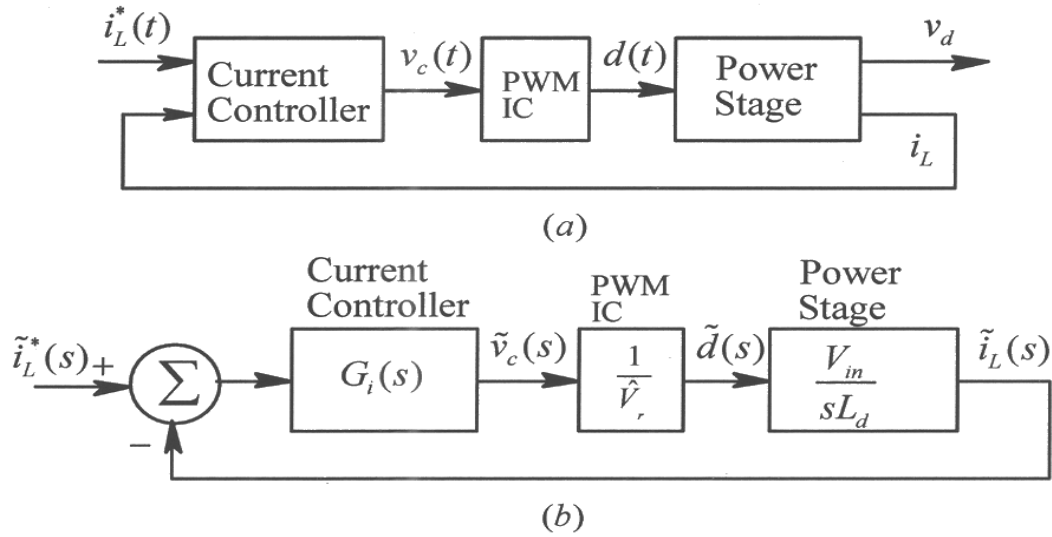 i_L^*(t)
Current
Controller
v_c(t)
PWM
IC
d(t)
Power
Stage
v_d
i_L
(a)
Current
Controller
PWM
IC
Power
Stage
ĩ_L^*(s)
+
Σ
−
G_i(s)
ṽ_c(s)
1
V̂_r
d̃(s)
V_in
sL_d
ĩ_L(s)
(b)